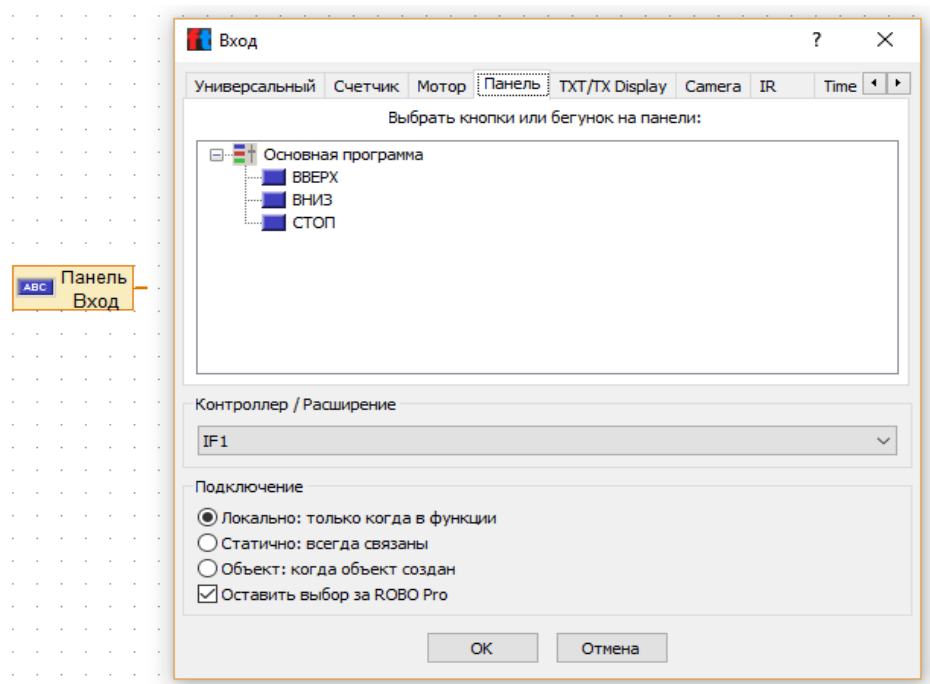 Вход
?
Универсальный Счетчик Мотор Панель TXT/TX Display Camera IR Time
Выбрать кнопки или бегунок на панели:
Основная программа
ВВЕРХ
ВНИЗ
СТОП
ABC Панель
Вход
Контроллер / Расширение
IF1
Подключение
Локально: только когда в функции
Статично: всегда связаны
Объект: когда объект создан
Оставить выбор за ROBO Pro
OK Отмена